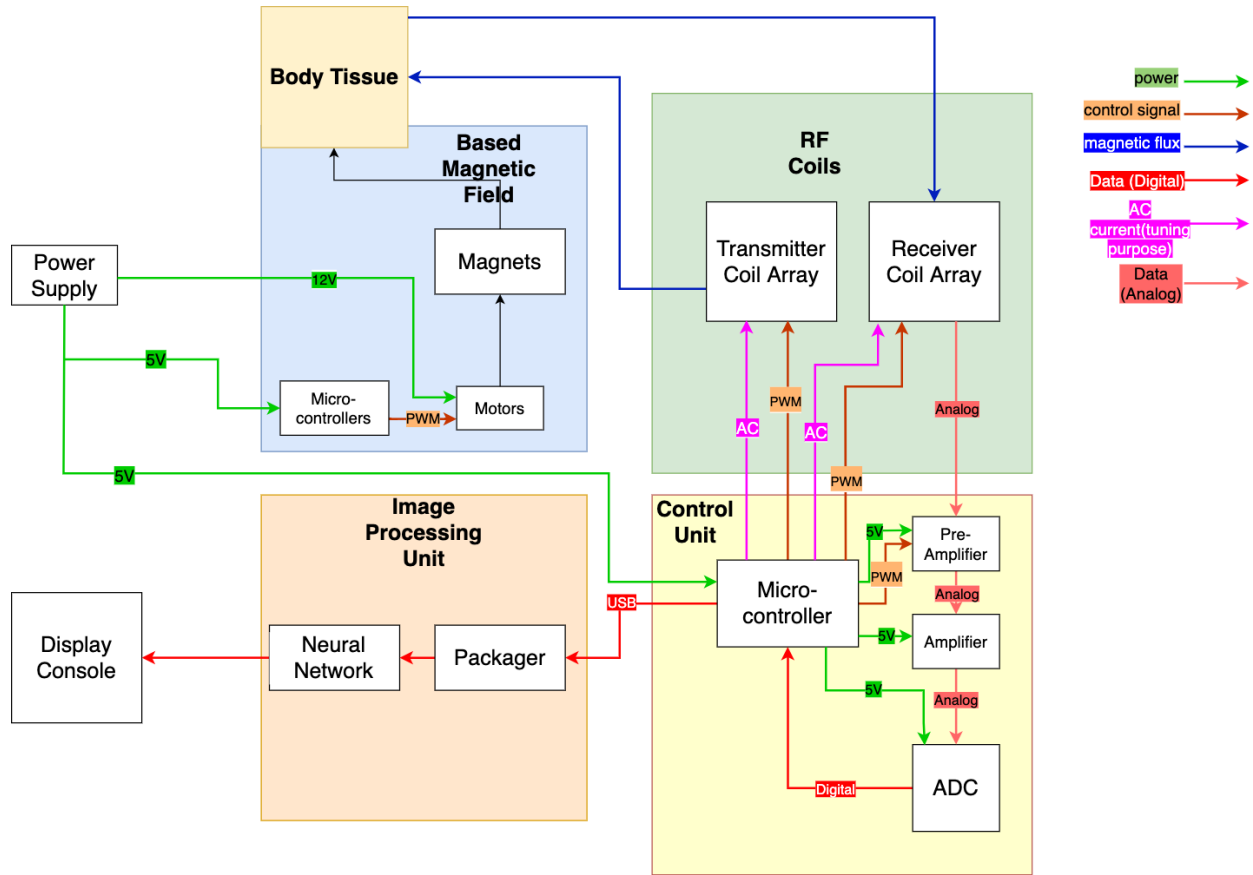 Body Tissue
Based
Magnetic
Field
Power
Supply
12V
Magnets
5V
Micro-
controllers
PWM
Motors
5V
RF
Coils
Transmitter
Coil Array
Receiver
Coil Array
AC
PWM
AC
PWM
Analog
power
control signal
magnetic flux
Data (Digital)
AC
current(tuning
purpose)
Data
(Analog)
Image
Processing
Unit
Display
Console
Neural
Network
Packager
USB
Control
Unit
Micro-
controller
5V
PWM
Pre-
Amplifier
Analog
5V
Amplifier
5V
Analog
ADC
Digital